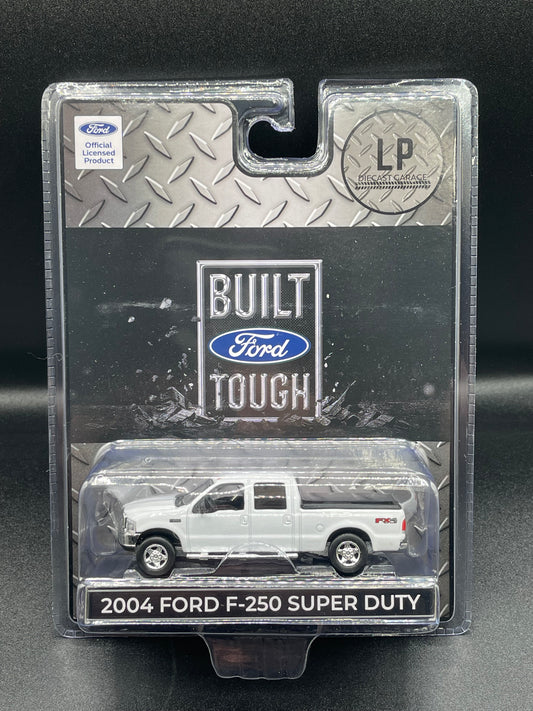 Ford
Official
Licensed
Product
LP
DIECAST GARAGE
BUILT
Ford
TOUGH
FX4
2004 FORD F-250 SUPER DUTY